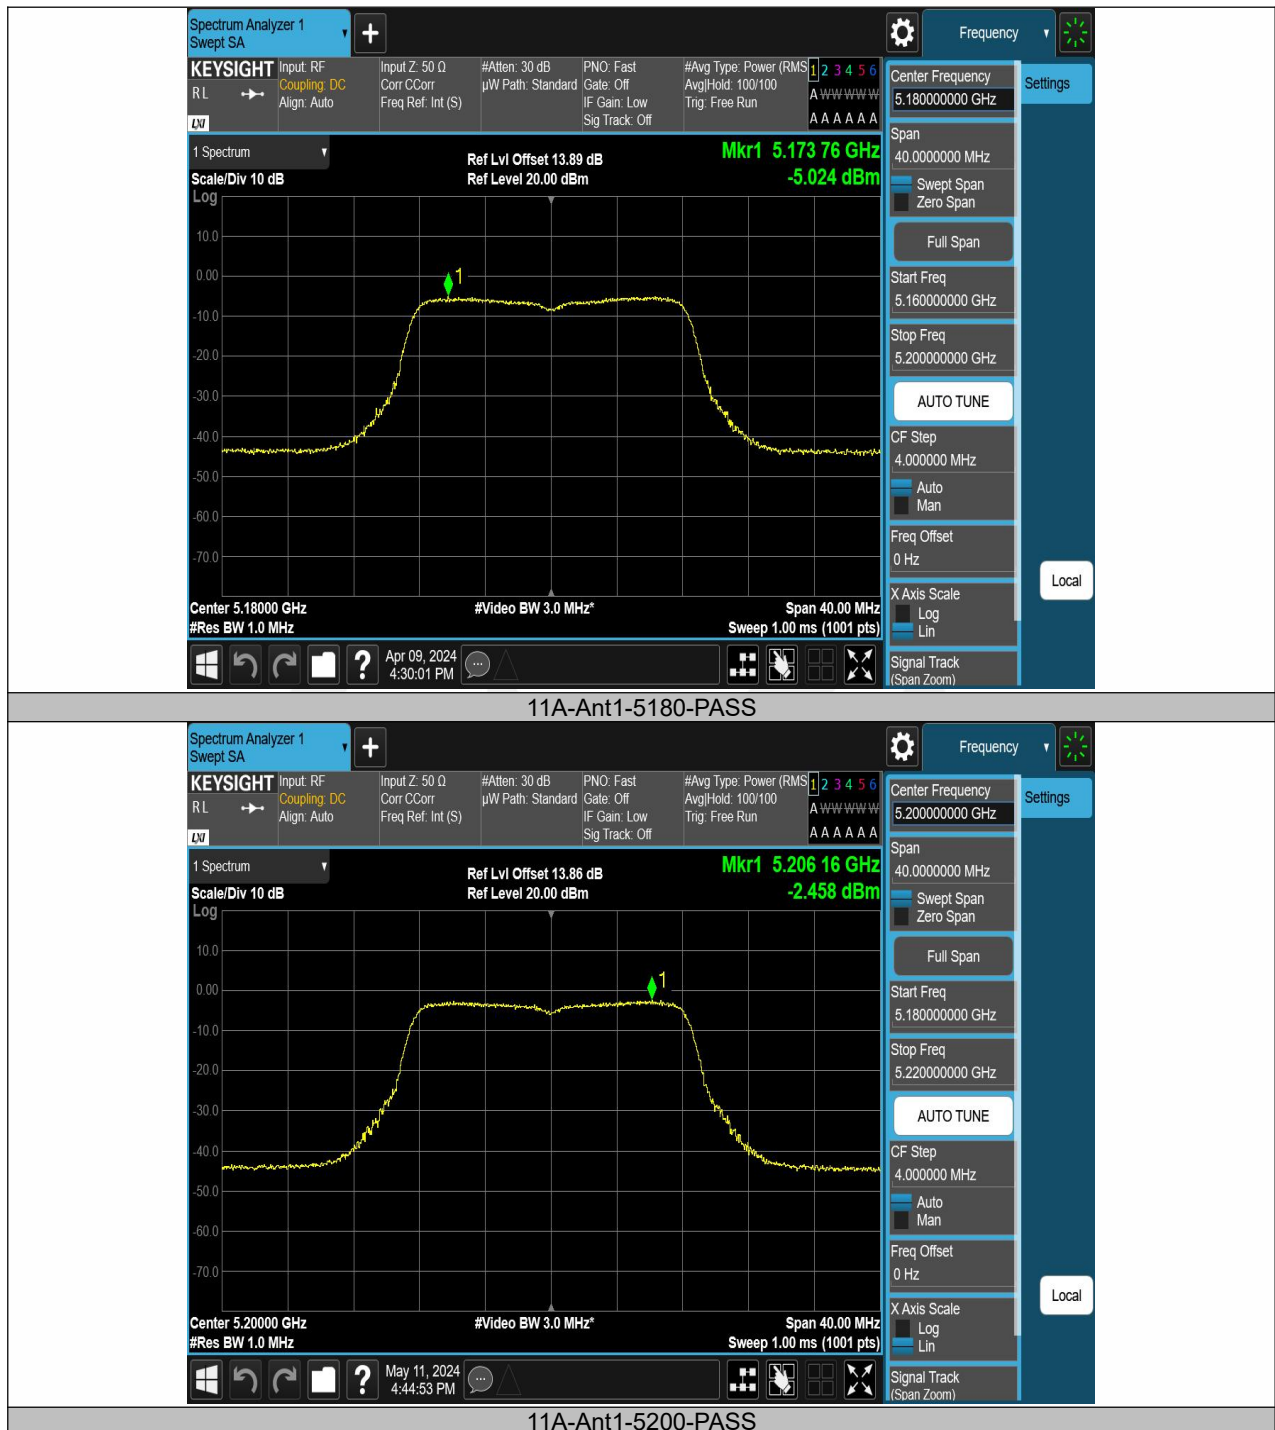 Spectrum Analyzer 1
Swept SA
+
Frequency
KEYSIGHT
RL
LXI
Input: RF
Coupling: DC
Align: Auto
Input Z: 50 Ω
Corr CCorr
Freq Ref: Int (S)
#Atten: 30 dB
µW Path: Standard
PNO: Fast
Gate: Off
IF Gain: Low
Sig Track: Off
#Avg Type: Power (RMS
Avg|Hold: 100/100
Trig: Free Run
1 2 3 4 5 6
A W W W W W
A A A A A A
1 Spectrum
Scale/Div 10 dB
Log
Ref Lvl Offset 13.89 dB
Ref Level 20.00 dBm
Mkr1 5.173 76 GHz
-5.024 dBm
1
10.0
0.00
-10.0
-20.0
-30.0
-40.0
-50.0
-60.0
-70.0
Center 5.18000 GHz
#Res BW 1.0 MHz
#Video BW 3.0 MHz*
Span 40.00 MHz
Sweep 1.00 ms (1001 pts)
Center Frequency
5.180000000 GHz
Settings
Span
40.0000000 MHz
Swept Span
Zero Span
Full Span
Start Freq
5.160000000 GHz
Stop Freq
5.200000000 GHz
AUTO TUNE
CF Step
4.000000 MHz
Auto
Man
Freq Offset
0 Hz
X Axis Scale
Log
Lin
Local
Signal Track
(Span Zoom)
?
Apr 09, 2024
4:30:01 PM
11A-Ant1-5180-PASS
Spectrum Analyzer 1
Swept SA
+
Frequency
KEYSIGHT
RL
LXI
Input: RF
Coupling: DC
Align: Auto
Input Z: 50 Ω
Corr CCorr
Freq Ref: Int (S)
#Atten: 30 dB
µW Path: Standard
PNO: Fast
Gate: Off
IF Gain: Low
Sig Track: Off
#Avg Type: Power (RMS
Avg|Hold: 100/100
Trig: Free Run
1 2 3 4 5 6
A W W W W W
A A A A A A
1 Spectrum
Scale/Div 10 dB
Log
Ref Lvl Offset 13.86 dB
Ref Level 20.00 dBm
Mkr1 5.206 16 GHz
-2.458 dBm
1
10.0
0.00
-10.0
-20.0
-30.0
-40.0
-50.0
-60.0
-70.0
Center 5.20000 GHz
#Res BW 1.0 MHz
#Video BW 3.0 MHz*
Span 40.00 MHz
Sweep 1.00 ms (1001 pts)
Center Frequency
5.200000000 GHz
Settings
Span
40.0000000 MHz
Swept Span
Zero Span
Full Span
Start Freq
5.180000000 GHz
Stop Freq
5.220000000 GHz
AUTO TUNE
CF Step
4.000000 MHz
Auto
Man
Freq Offset
0 Hz
X Axis Scale
Log
Lin
Local
Signal Track
(Span Zoom)
?
May 11, 2024
4:44:53 PM
11A-Ant1-5200-PASS